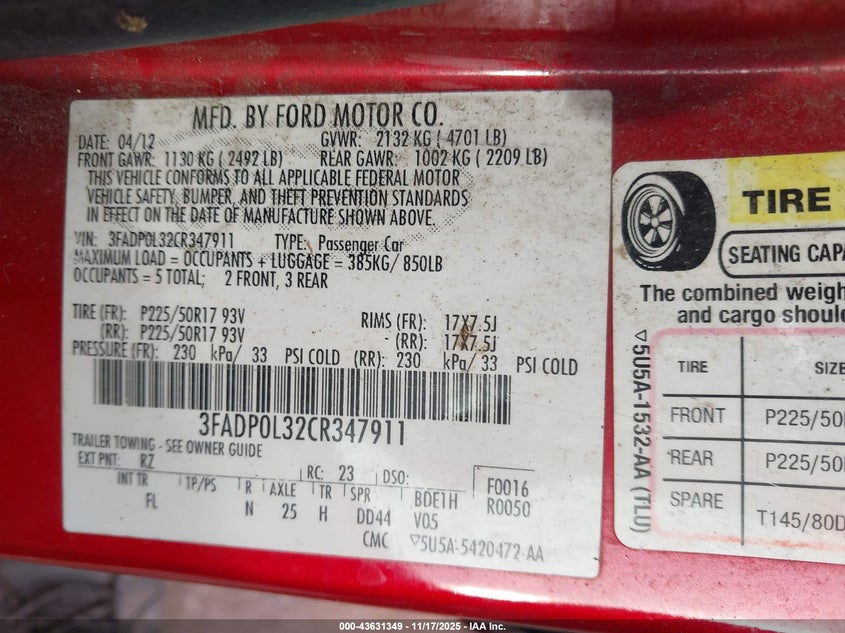 MFD. BY FORD MOTOR CO.
DATE: 04/12 GVWR: 2132 KG ( 4701 LB)
FRONT GAWR: 1130 KG ( 2492 LB) REAR GAWR: 1002 KG ( 2209 LB)
THIS VEHICLE CONFORMS TO ALL APPLICABLE FEDERAL MOTOR
VEHICLE SAFETY, BUMPER, AND THEFT PREVENTION STANDARDS
IN EFFECT ON THE DATE OF MANUFACTURE SHOWN ABOVE.
VIN: 3FADP0L32CR347911 TYPE: Passenger Car
MAXIMUM LOAD = OCCUPANTS + LUGGAGE = 385KG/ 850LB
OCCUPANTS = 5 TOTAL; 2 FRONT, 3 REAR
TIRE (FR): P225/50R17 93V RIMS (FR): 17X7.5J
(RR): P225/50R17 93V (RR): 17X7.5J
PRESSURE (FR): 230 kPa/ 33 PSI COLD (RR): 230 kPa/ 33 PSI COLD
3FADP0L32CR347911
TRAILER TOWING - SEE OWNER GUIDE
EXT PNT: RZ RC: 23 DSO: F0016
INT TR TP/PS R AXLE TR SPR BDE1H R0050
FL N 25 H DD44 V05
CMC ▽5U5A-5420472-AA
TIRE
SEATING CAPA
The combined weigh
and cargo shoul
▽5U5A-1532-AA (TLU)
TIRE SIZE
FRONT P225/50
REAR P225/50
SPARE T145/80D
000-43631349 — 11/17/2025 — IAA Inc.